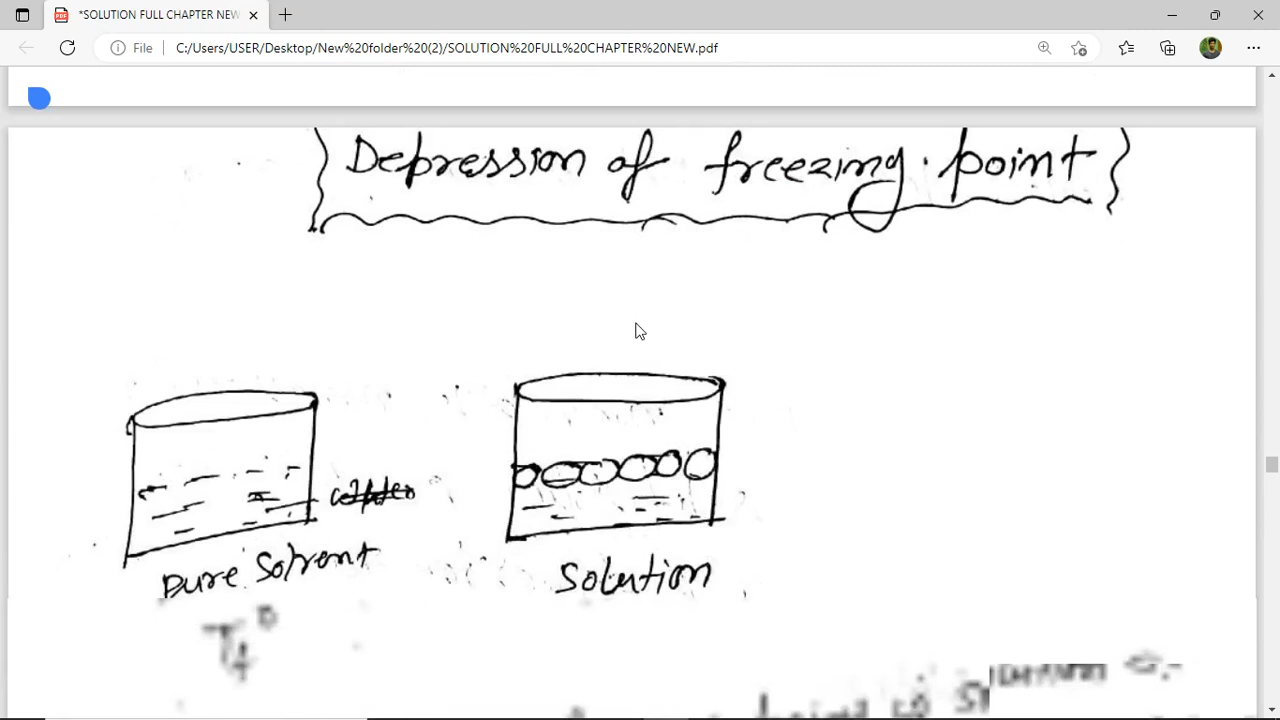 *SOLUTION FULL CHAPTER NEW
File
C:/Users/USER/Desktop/New%20folder%20(2)/SOLUTION%20FULL%20CHAPTER%20NEW.pdf
Depression of freezing point
Pure Solvent
Solution
Tf°